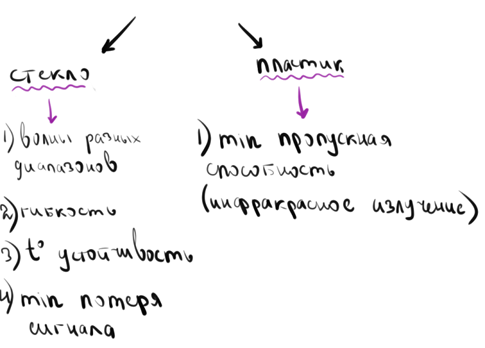 стекло
1) волны разных
диапазонов
2) гибкость
3) t° устойчивость
4) min потеря
сигнала
пластик
1) min пропускная
способность
(инфракрасное излучение)